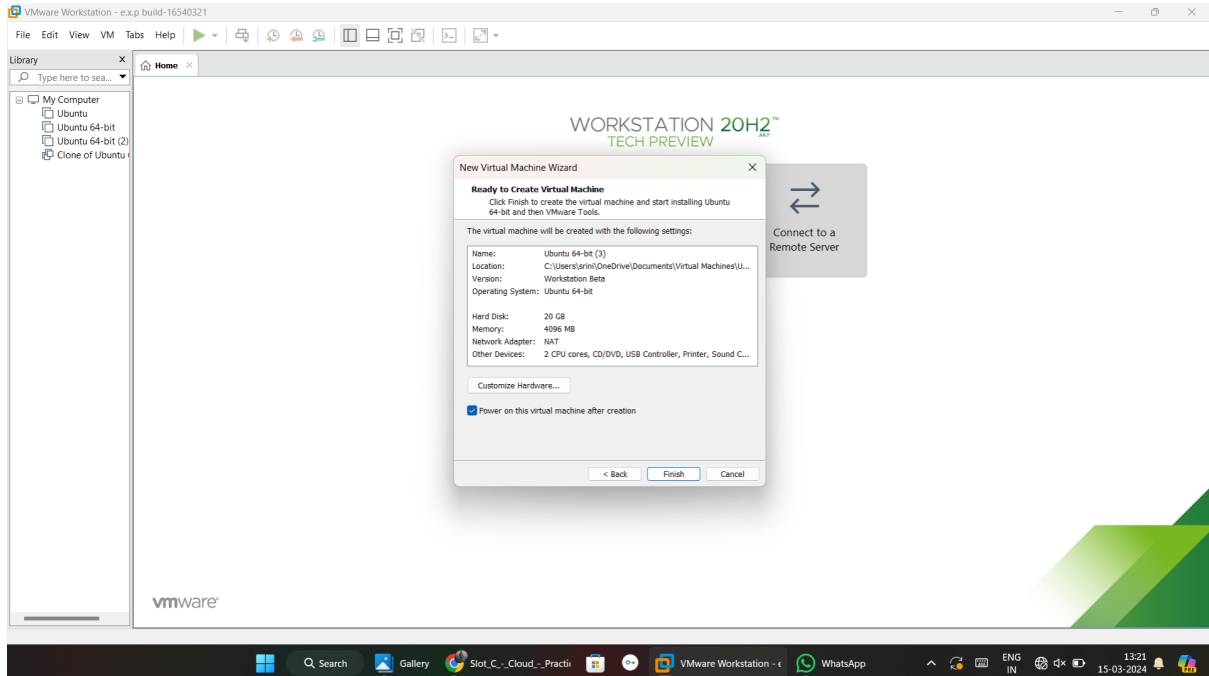 VMware Workstation - e.x.p build-16540321
File Edit View VM Tabs Help
Library X
Home
Type here to sea...
My Computer
Ubuntu
Ubuntu 64-bit
Ubuntu 64-bit (2)
Clone of Ubuntu
WORKSTATION 20H2™
JULY
TECH PREVIEW
New Virtual Machine Wizard
Ready to Create Virtual Machine
Click Finish to create the virtual machine and start installing Ubuntu
64-bit and then VMware Tools.
The virtual machine will be created with the following settings:
Name: Ubuntu 64-bit (3)
Location: C:\Users\srini\OneDrive\Documents\Virtual Machines\U...
Version: Workstation Beta
Operating System: Ubuntu 64-bit
Hard Disk: 20 GB
Memory: 4096 MB
Network Adapter: NAT
Other Devices: 2 CPU cores, CD/DVD, USB Controller, Printer, Sound C...
Customize Hardware...
Power on this virtual machine after creation
< Back Finish Cancel
Connect to a
Remote Server
vmware
Search Gallery Slot_C_-_Cloud_-_Practi VMware Workstation - e WhatsApp
ENG
IN
13:21
15-03-2024
PRE